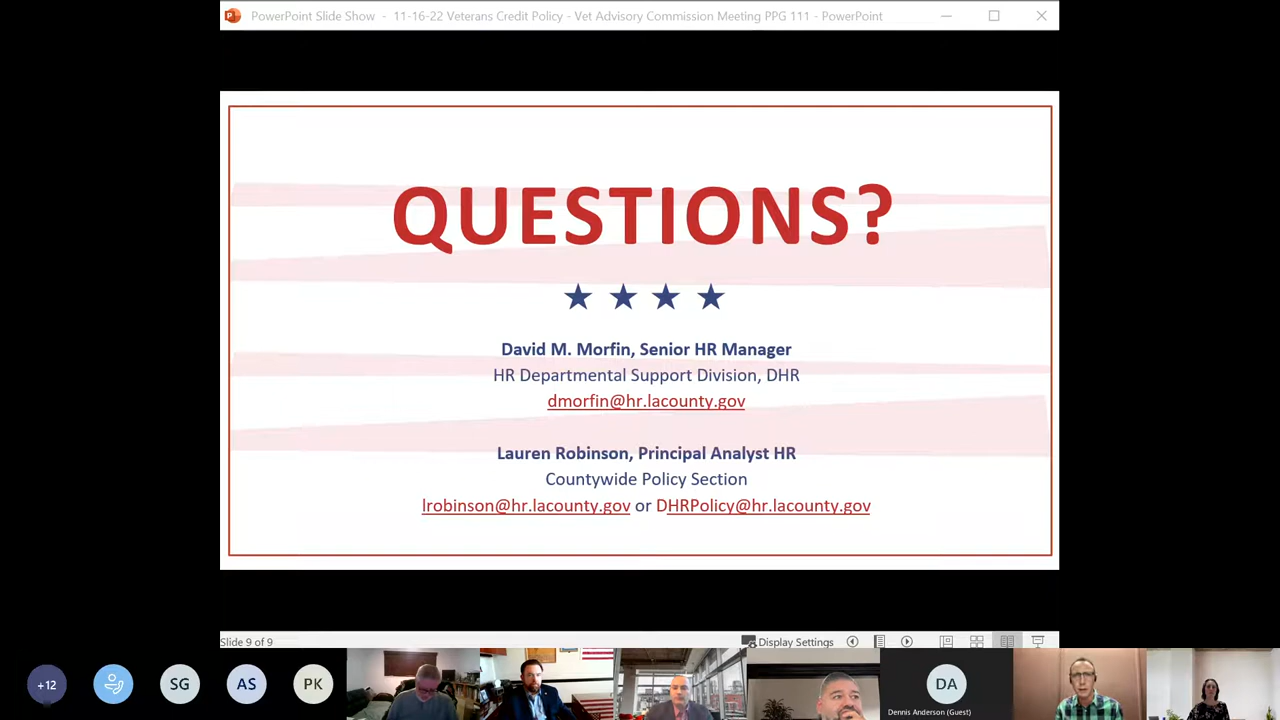 PowerPoint Slide Show - 11-16-22 Veterans Credit Policy - Vet Advisory Commission Meeting PPG 111 - PowerPoint
QUESTIONS?
David M. Morfin, Senior HR Manager
HR Departmental Support Division, DHR
dmorfin@hr.lacounty.gov
Lauren Robinson, Principal Analyst HR
Countywide Policy Section
lrobinson@hr.lacounty.gov or DHRPolicy@hr.lacounty.gov
Slide 9 of 9
Display Settings
+12
SG
AS
PK
DA
Dennis Anderson (Guest)